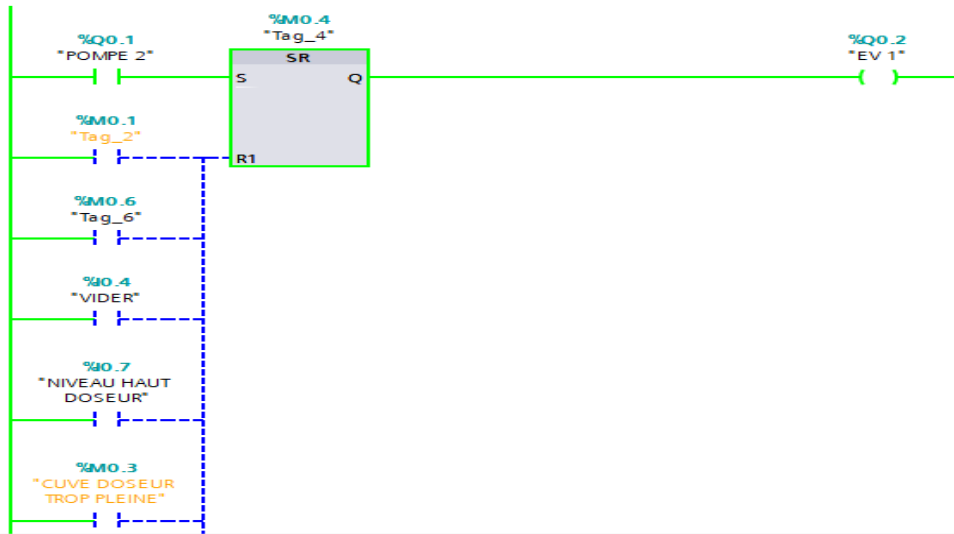 %M0.4
"Tag_4"
%Q0.1
"POMPE 2"
SR
%Q0.2
"EV 1"
S
Q
%M0.1
"Tag_2"
R1
%M0.6
"Tag_6"
%I0.4
"VIDER"
%I0.7
"NIVEAU HAUT
DOSEUR"
%M0.3
"CUVE DOSEUR
TROP PLEINE"